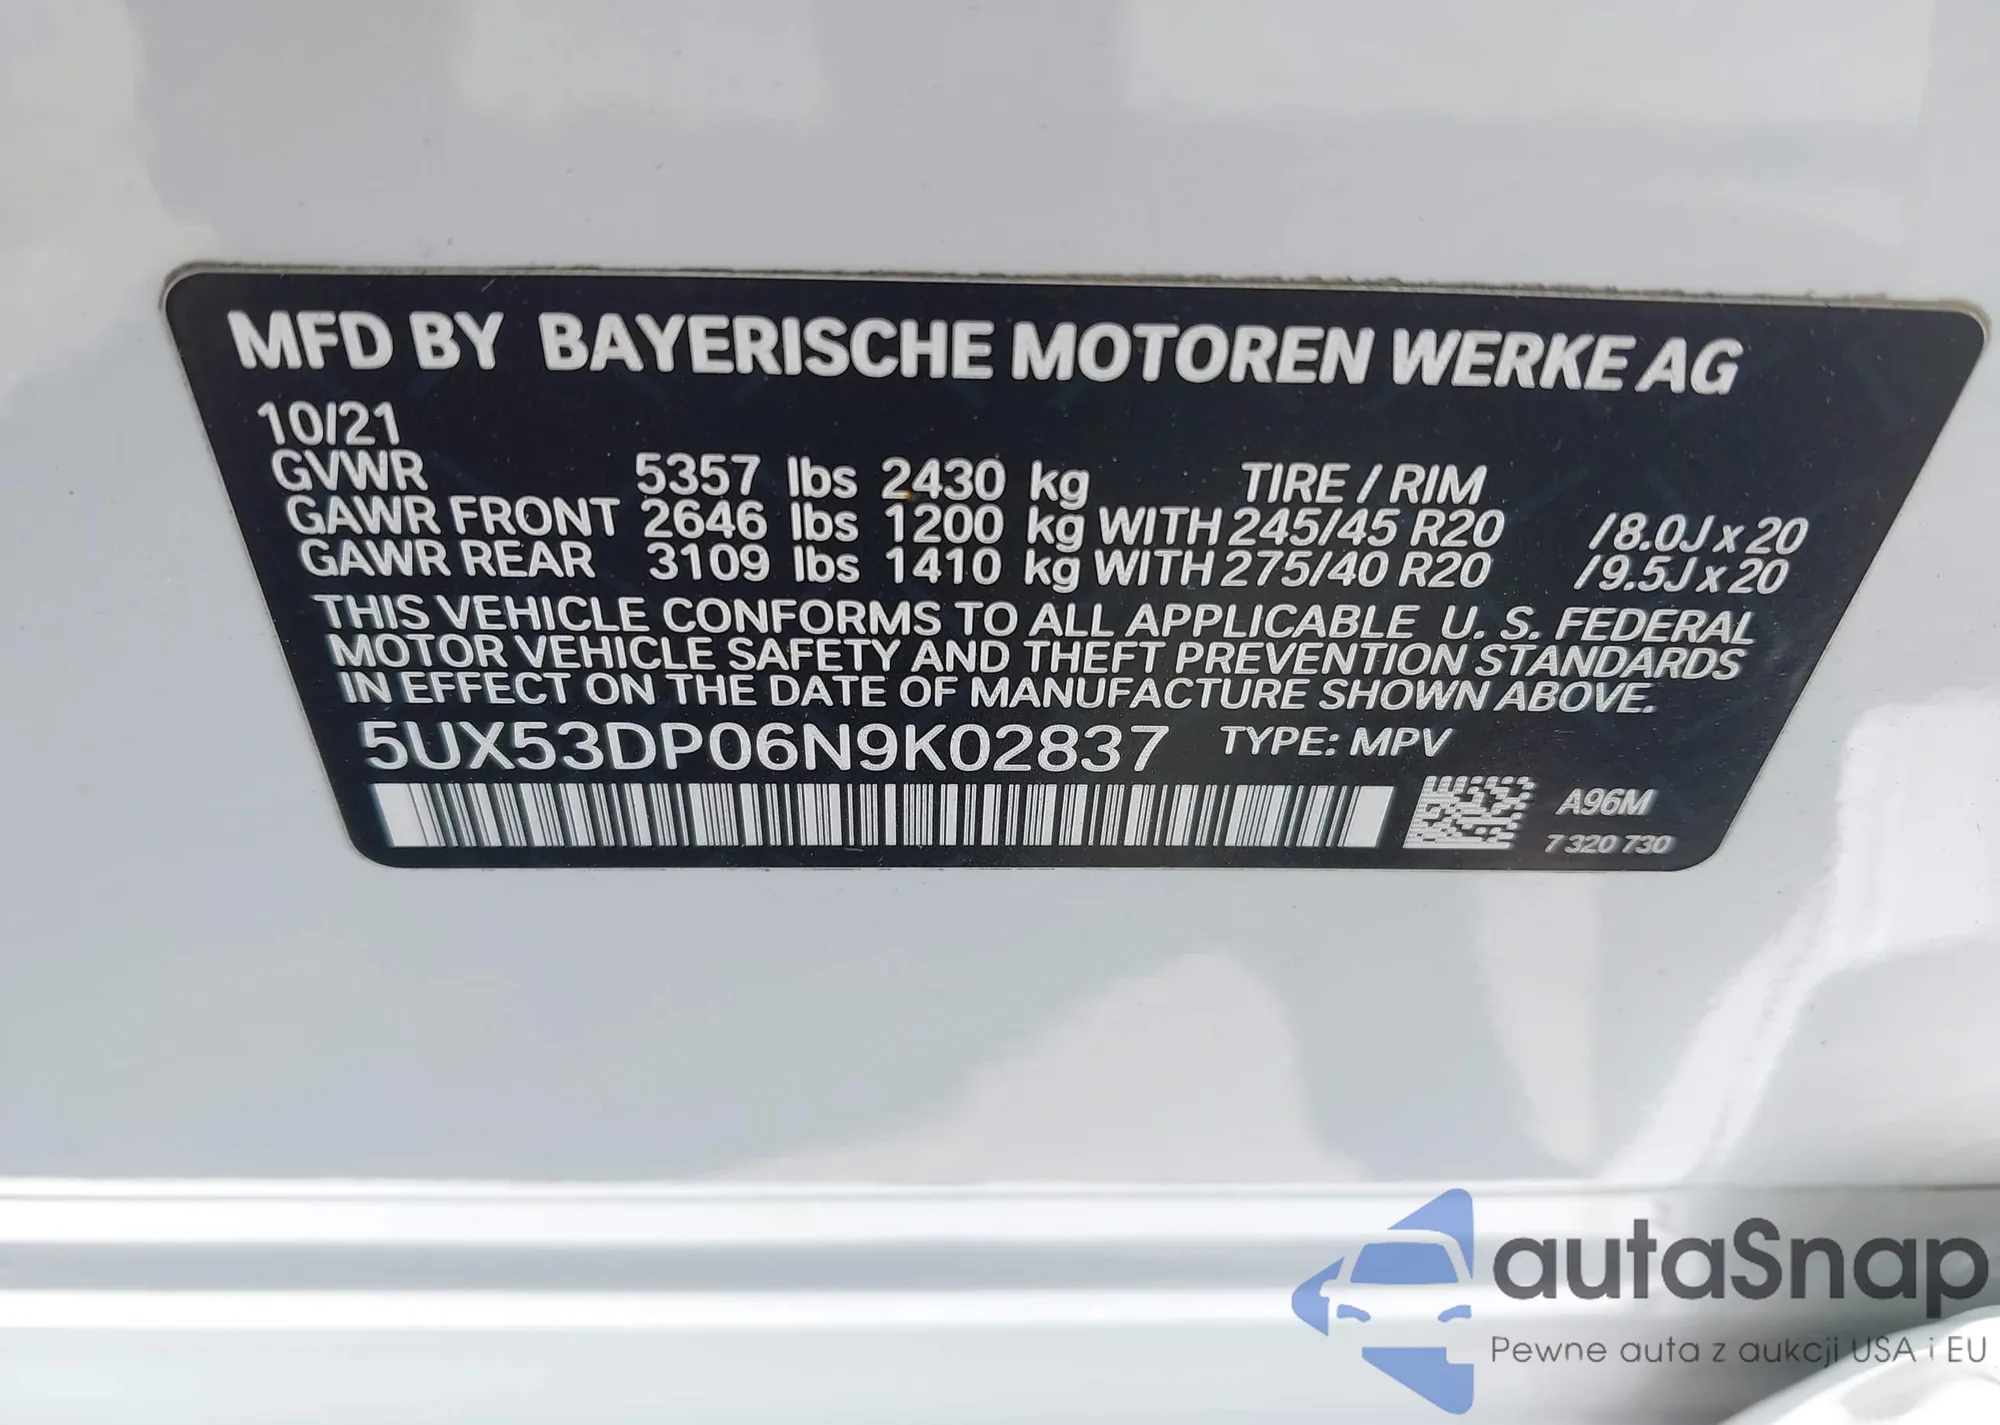 MFD BY BAYERISCHE MOTOREN WERKE AG
10/21
GVWR 5357 lbs 2430 kg TIRE / RIM
GAWR FRONT 2646 lbs 1200 kg WITH 245/45 R20 /8.0J x 20
GAWR REAR 3109 lbs 1410 kg WITH 275/40 R20 /9.5J x 20
THIS VEHICLE CONFORMS TO ALL APPLICABLE U. S. FEDERAL
MOTOR VEHICLE SAFETY AND THEFT PREVENTION STANDARDS
IN EFFECT ON THE DATE OF MANUFACTURE SHOWN ABOVE.
5UX53DP06N9K02837 TYPE: MPV
A96M
7 320 730
autaSnap
Pewne auta z aukcji USA i EU